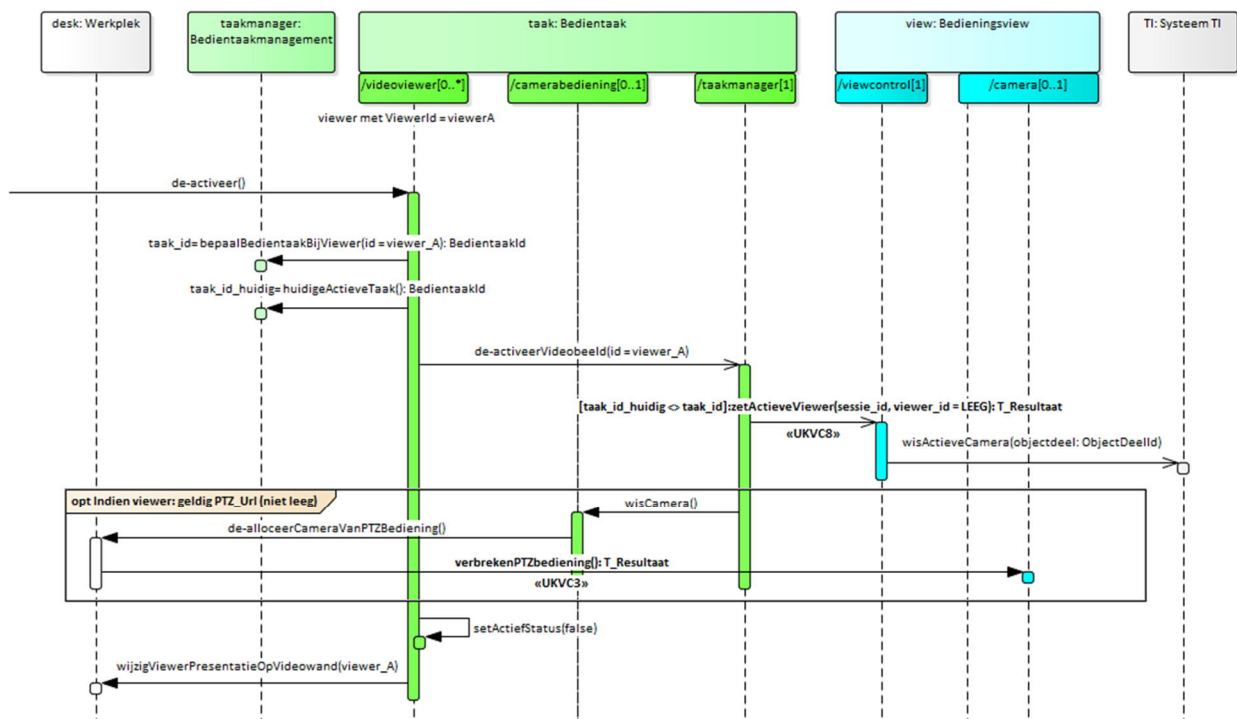 desk: Werkplek
taakmanager:
Bedientaakmanagement
taak: Bedientaak
view: Bedieningsview
TI: Systeem TI
/videoviewer[0..*]
/camerabediening[0..1]
/taakmanager[1]
/viewcontrol[1]
/camera[0..1]
viewer met ViewerId = viewerA
de-activeer()
taak_id= bepaalBedientaakBijViewer(id = viewer_A): BedientaakId
taak_id_huidig= huidigeActieveTaak(): BedientaakId
de-activeerVideobeeld(id = viewer_A)
[taak_id_huidig <> taak_id]:zetActieveViewer(sessie_id, viewer_id = LEEG): T_Resultaat
«UKVC8»
wisActieveCamera(objectdeel: ObjectDeelId)
opt Indien viewer: geldig PTZ_Url (niet leeg)
wisCamera()
de-alloceerCameraVanPTZBediening()
verbrekenPTZbediening(): T_Resultaat
«UKVC3»
setActiefStatus(false)
wijzigViewerPresentatieOpVideowand(viewer_A)